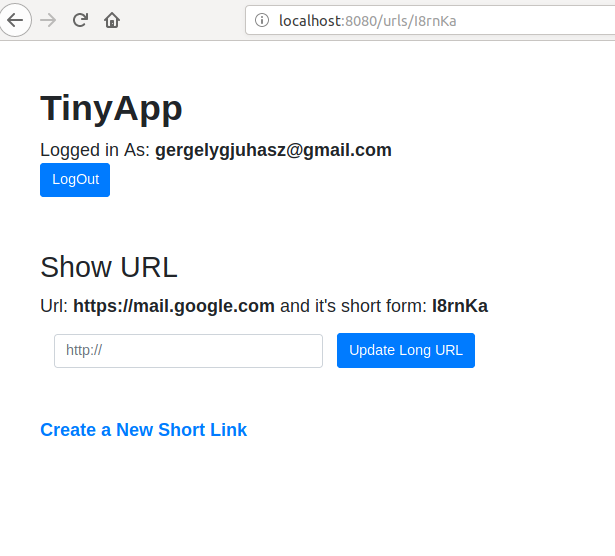 localhost:8080/urls/I8rnKa
TinyApp
Logged in As: gergelygjuhasz@gmail.com
LogOut
Show URL
Url: https://mail.google.com and it's short form: I8rnKa
http://
Update Long URL
Create a New Short Link